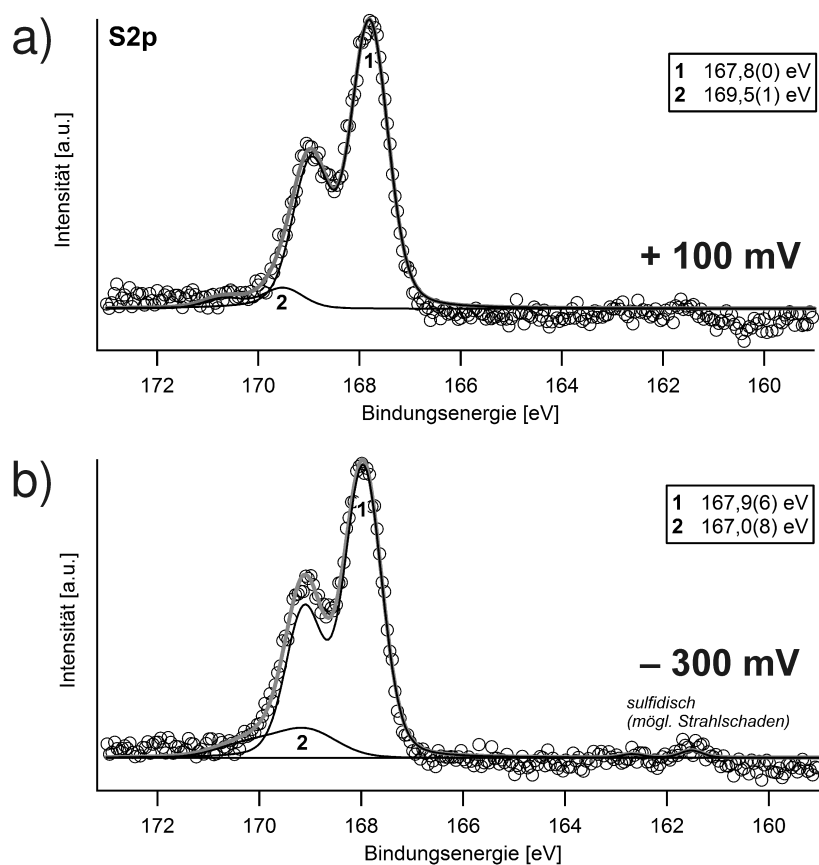 a)
S2p
1
1 167,8(0) eV
2 169,5(1) eV
Intensität [a.u.]
+ 100 mV
2
172 170 168 166 164 162 160
Bindungsenergie [eV]
b)
1
1 167,9(6) eV
2 167,0(8) eV
Intensität [a.u.]
– 300 mV
sulfidisch
(mögl. Strahlschaden)
2
172 170 168 166 164 162 160
Bindungsenergie [eV]